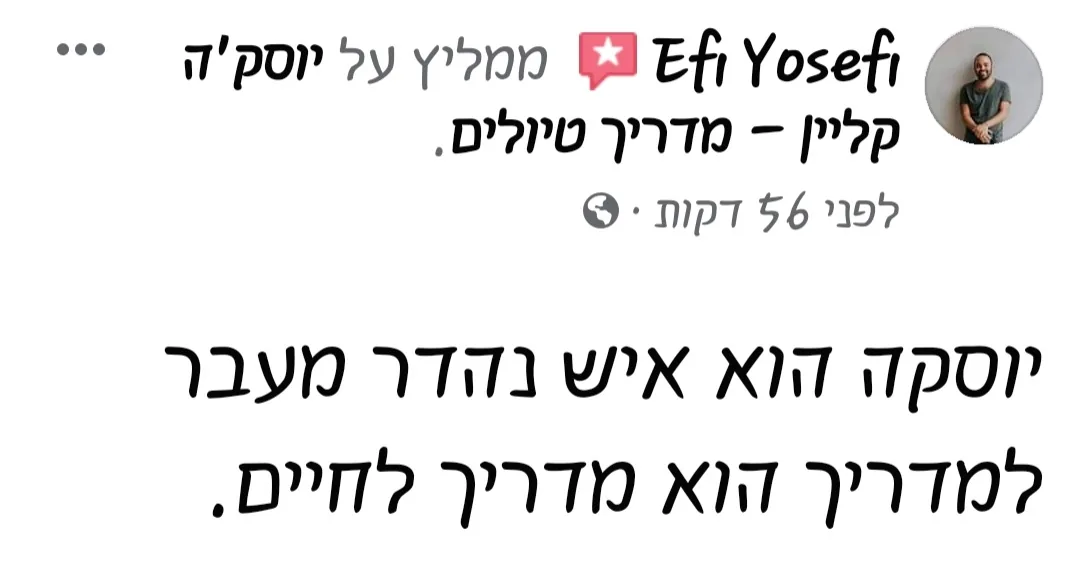 Efi Yosefi ממליץ על יוסק'ה
קליין – מדריך טיולים.
לפני 56 דקות ·
יוסקה הוא איש נהדר מעבר
למדריך הוא מדריך לחיים.